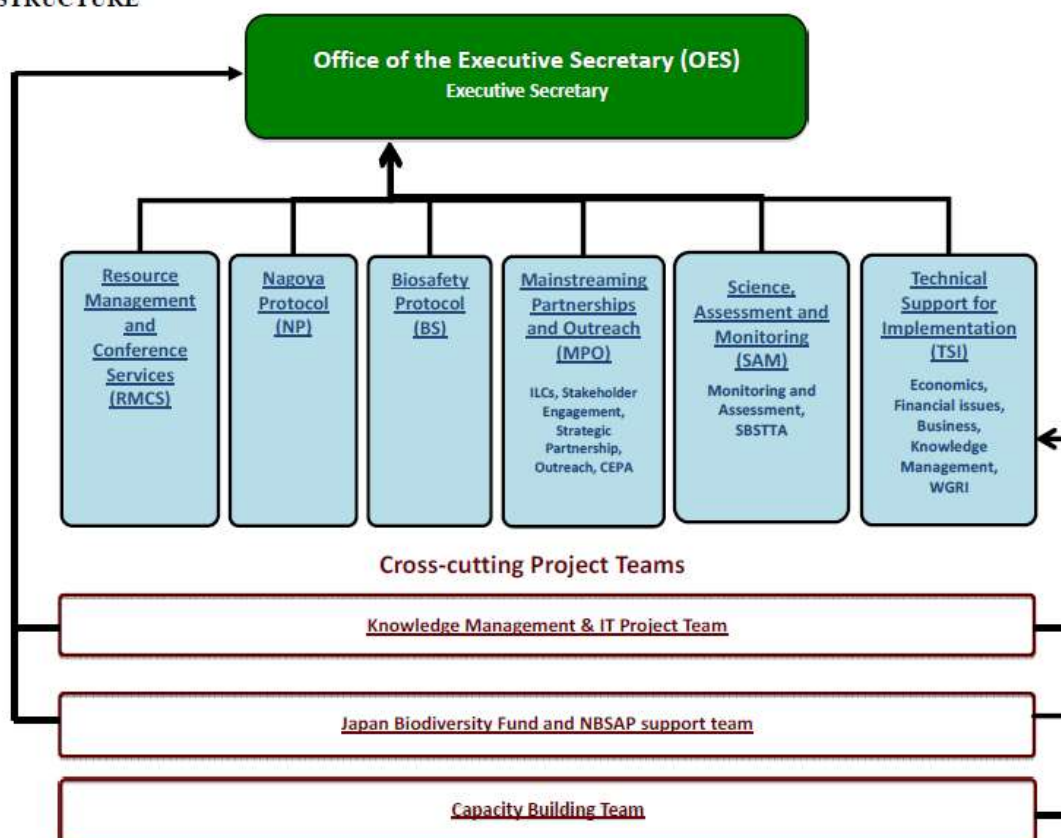 STRUCTURE
Office of the Executive Secretary (OES)
Executive Secretary
Resource
Management
and
Conference
Services
(RMCS)
Nagoya
Protocol
(NP)
Biosafety
Protocol
(BS)
Mainstreaming
Partnerships
and Outreach
(MPO)
ILCs, Stakeholder
Engagement,
Strategic
Partnership,
Outreach, CEPA
Science,
Assessment and
Monitoring
(SAM)
Monitoring and
Assessment,
SBSTTA
Technical
Support for
Implementation
(TSI)
Economics,
Financial issues,
Business,
Knowledge
Management,
WGRI
Cross-cutting Project Teams
Knowledge Management & IT Project Team
Japan Biodiversity Fund and NBSAP support team
Capacity Building Team